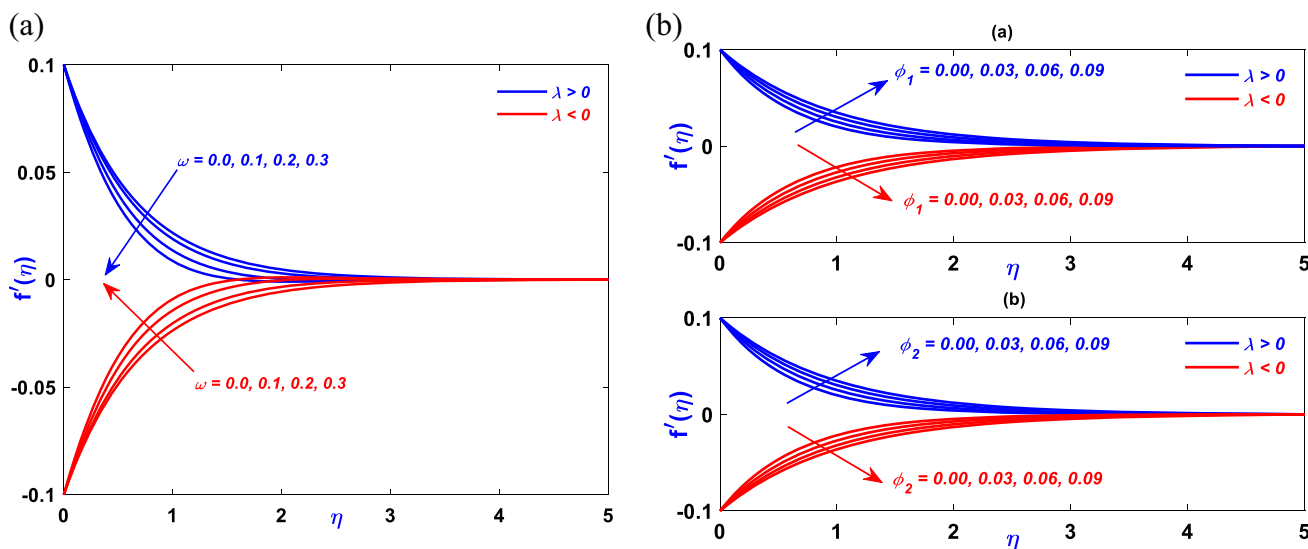 (a)
0.1
0.05
0
-0.05
-0.1
f′(η)
λ > 0
λ < 0
ω = 0.0, 0.1, 0.2, 0.3
ω = 0.0, 0.1, 0.2, 0.3
0 1 2 3 4 5
η
(b)
(a)
0.1
0
-0.1
f′(η)
ϕ1 = 0.00, 0.03, 0.06, 0.09
λ > 0
λ < 0
ϕ1 = 0.00, 0.03, 0.06, 0.09
0 1 2 3 4 5
η
(b)
0.1
0
-0.1
f′(η)
ϕ2 = 0.00, 0.03, 0.06, 0.09
λ > 0
λ < 0
ϕ2 = 0.00, 0.03, 0.06, 0.09
0 1 2 3 4 5
η